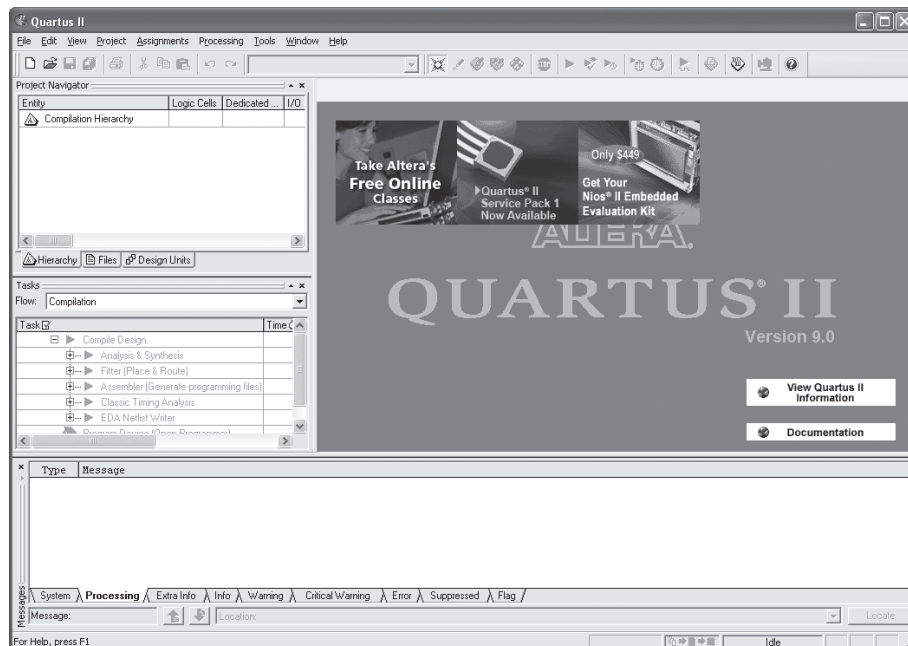 Quartus II
File Edit View Project Assignments Processing Tools Window Help
Project Navigator
Entity Logic Cells Dedicated ... I/O
Compilation Hierarchy
Hierarchy Files Design Units
Tasks
Flow: Compilation
Task Time
Compile Design
Analysis & Synthesis
Fitter (Place & Route)
Assembler (Generate programming files)
Classic Timing Analysis
EDA Netlist Writer
Program Device (Open Programmer)
Take Altera's
Free Online
Classes
Quartus® II
Service Pack 1
Now Available
Only $449
Get Your
Nios® II Embedded
Evaluation Kit
ALTERA.
QUARTUS® II
Version 9.0
View Quartus II
Information
Documentation
Type Message
System Processing Extra Info Info Warning Critical Warning Error Suppressed Flag
Messages
Message: Location: Locate
For Help, press F1 Idle